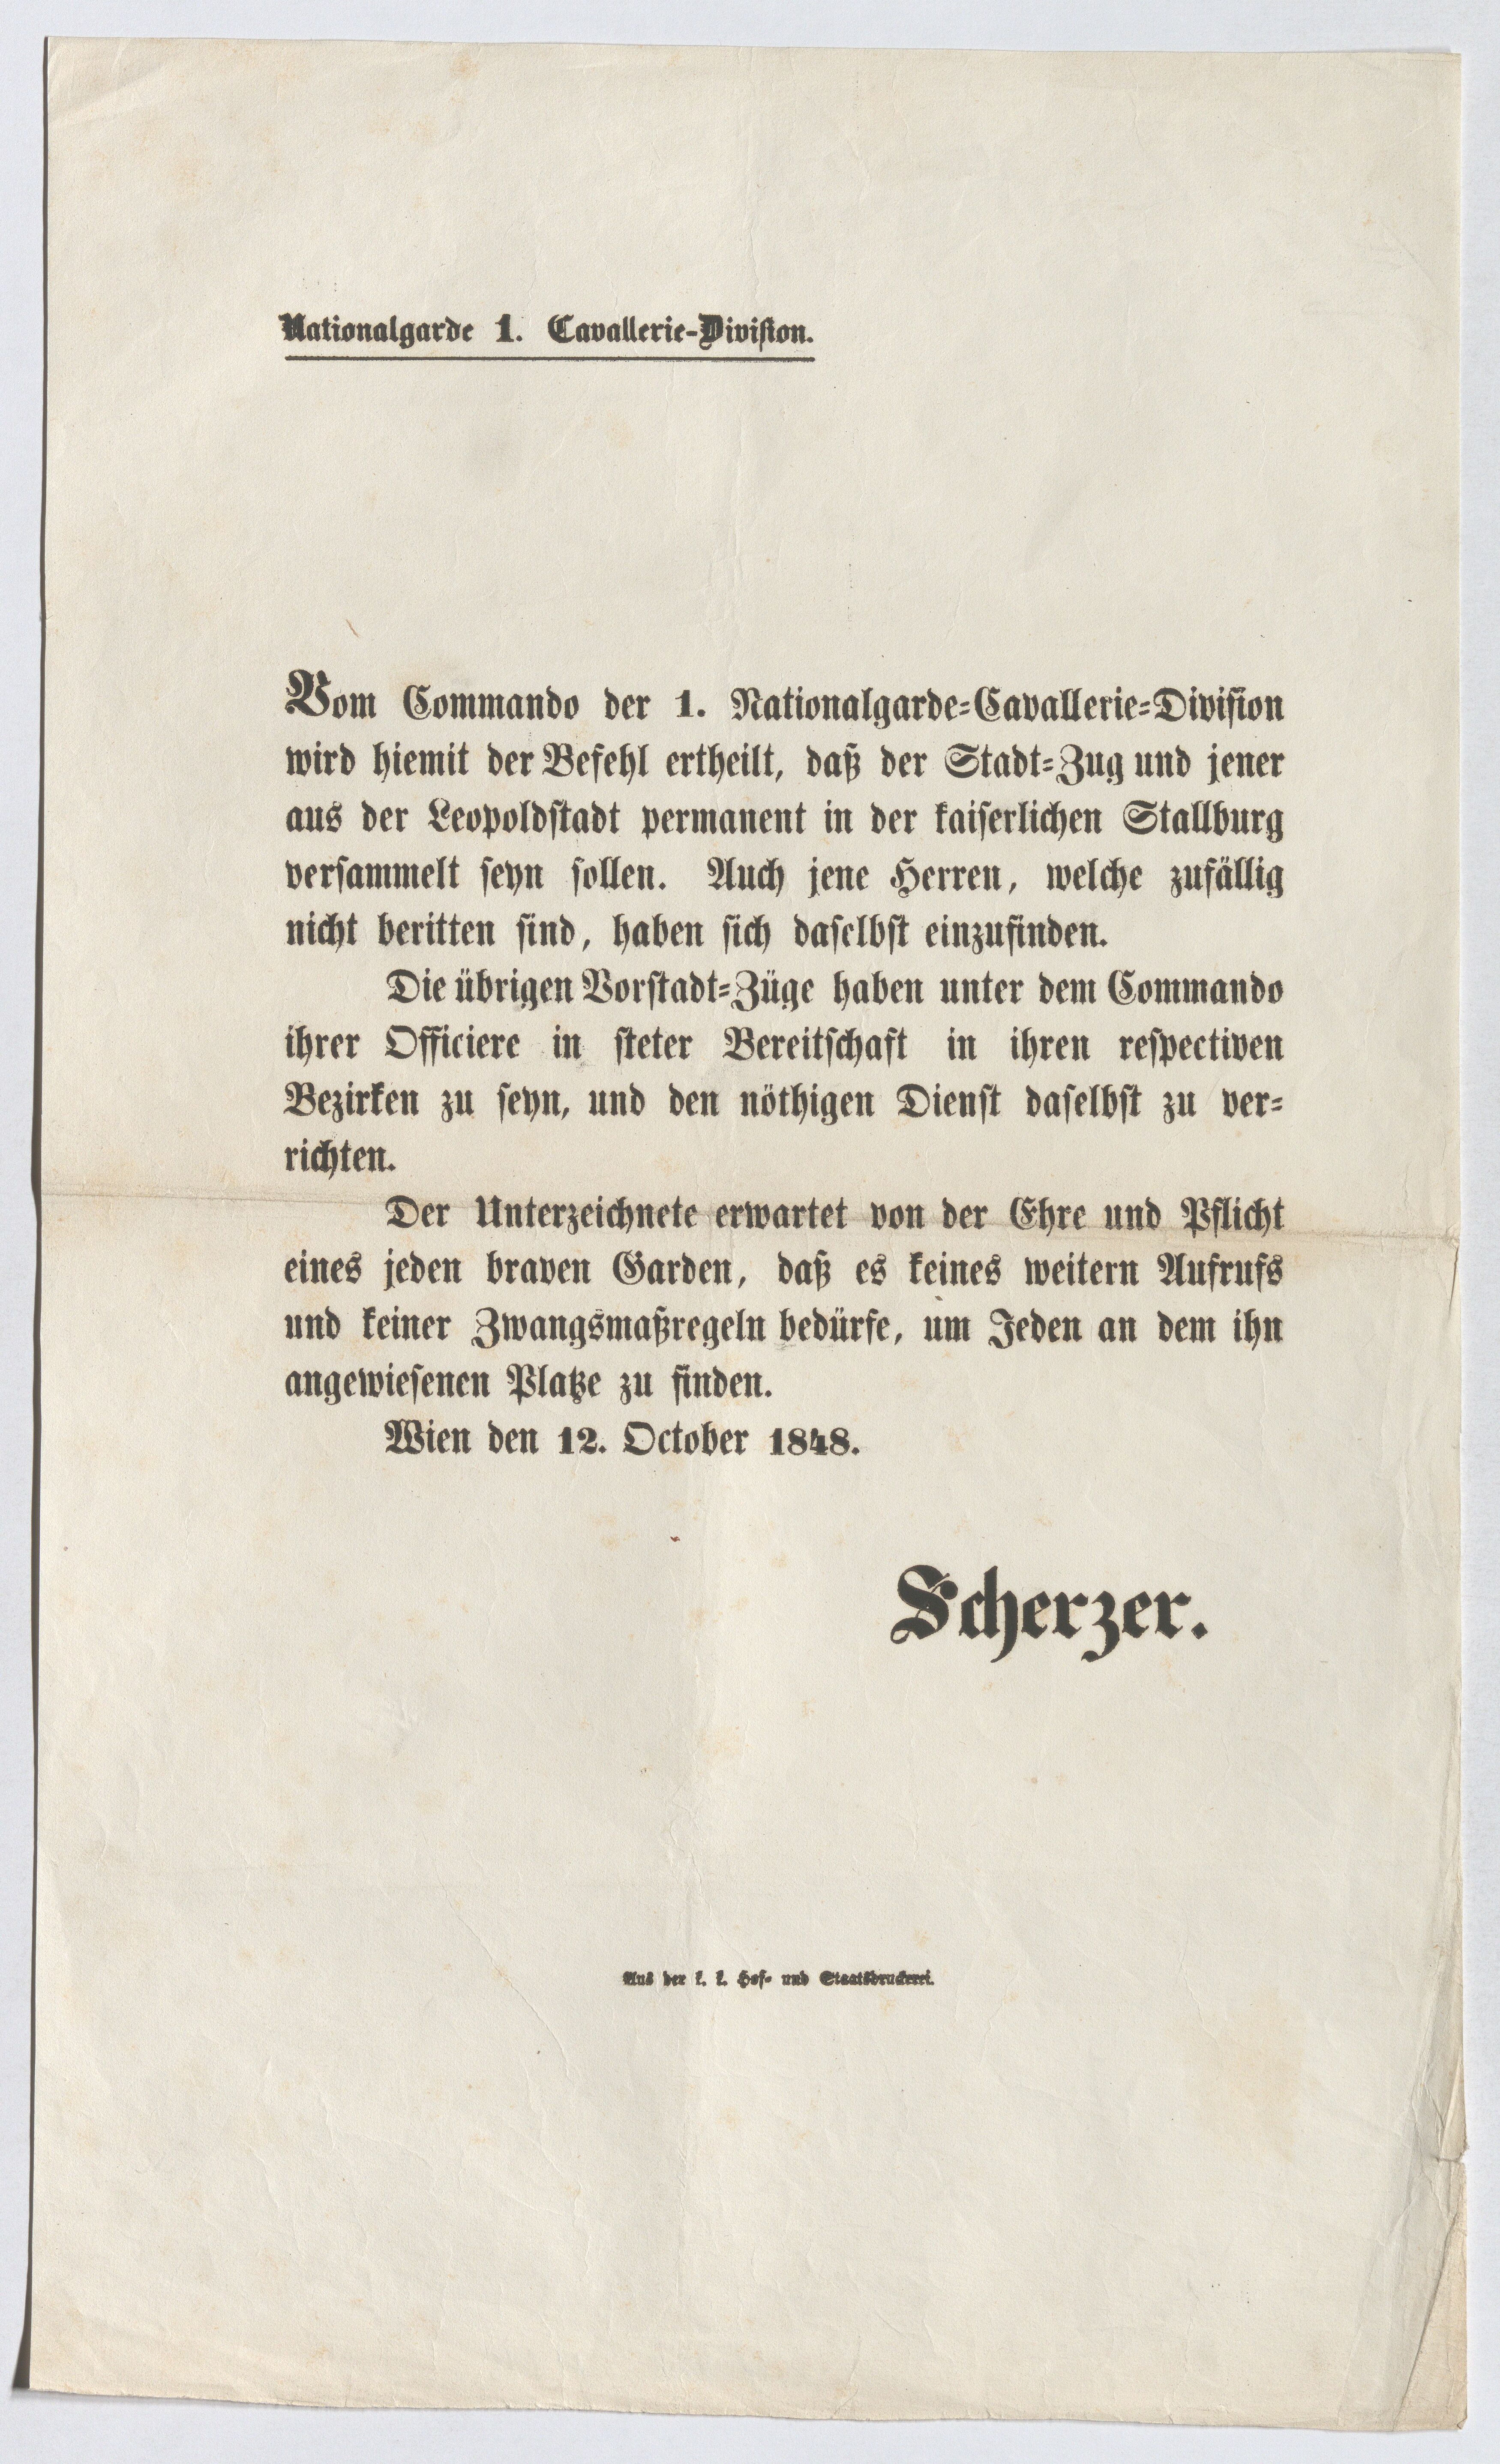 Nationalgarde 1. Cavallerie-Division.
Vom Commando der 1. Nationalgarde-Cavallerie-Division
wird hiemit der Befehl ertheilt, daß der Stadt-Zug und jener
aus der Leopoldstadt permanent in der kaiserlichen Stallburg
versammelt seyn sollen. Auch jene Herren, welche zufällig
nicht beritten sind, haben sich daselbst einzufinden.
Die übrigen Vorstadt-Züge haben unter dem Commando
ihrer Officiere in steter Bereitschaft in ihren respectiven
Bezirken zu seyn, und den nöthigen Dienst daselbst zu ver-
richten.
Der Unterzeichnete erwartet von der Ehre und Pflicht
eines jeden braven Garden, daß es keines weitern Aufrufs
und keiner Zwangsmaßregeln bedürfe, um Jeden an dem ihn
angewiesenen Platze zu finden.
Wien den 12. October 1848.
Scherzer.
Aus der k. k. Hof- und Staatsdruckerei.